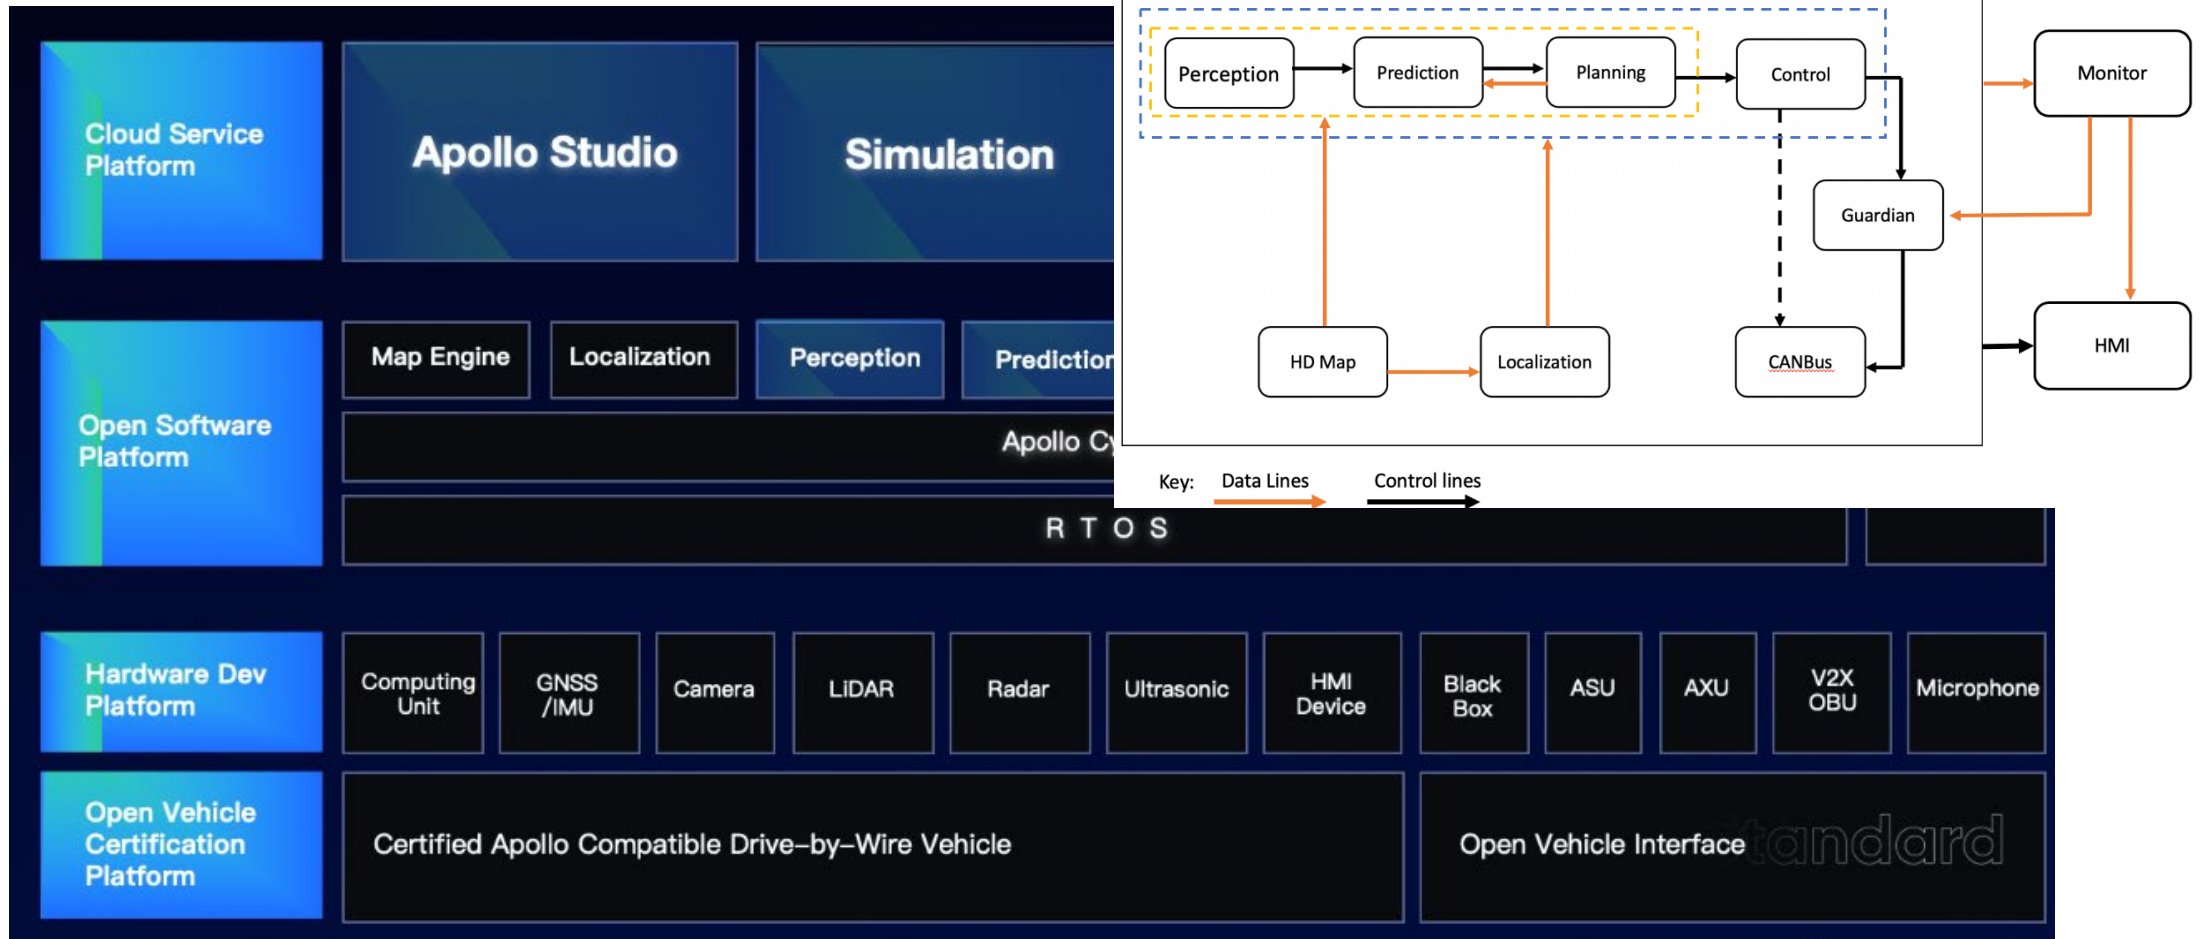 Cloud Service
Platform
Apollo Studio
Simulation
Perception
Prediction
Planning
Control
Monitor
Guardian
HD Map
Localization
CANBus
HMI
Key:
Data Lines
Control lines
Open Software
Platform
Map Engine
Localization
Perception
Prediction
Apollo Cy
R T O S
Hardware Dev
Platform
Computing
Unit
GNSS
/IMU
Camera
LiDAR
Radar
Ultrasonic
HMI
Device
Black
Box
ASU
AXU
V2X
OBU
Microphone
Open Vehicle
Certification
Platform
Certified Apollo Compatible Drive-by-Wire Vehicle
Open Vehicle Interface
tandard